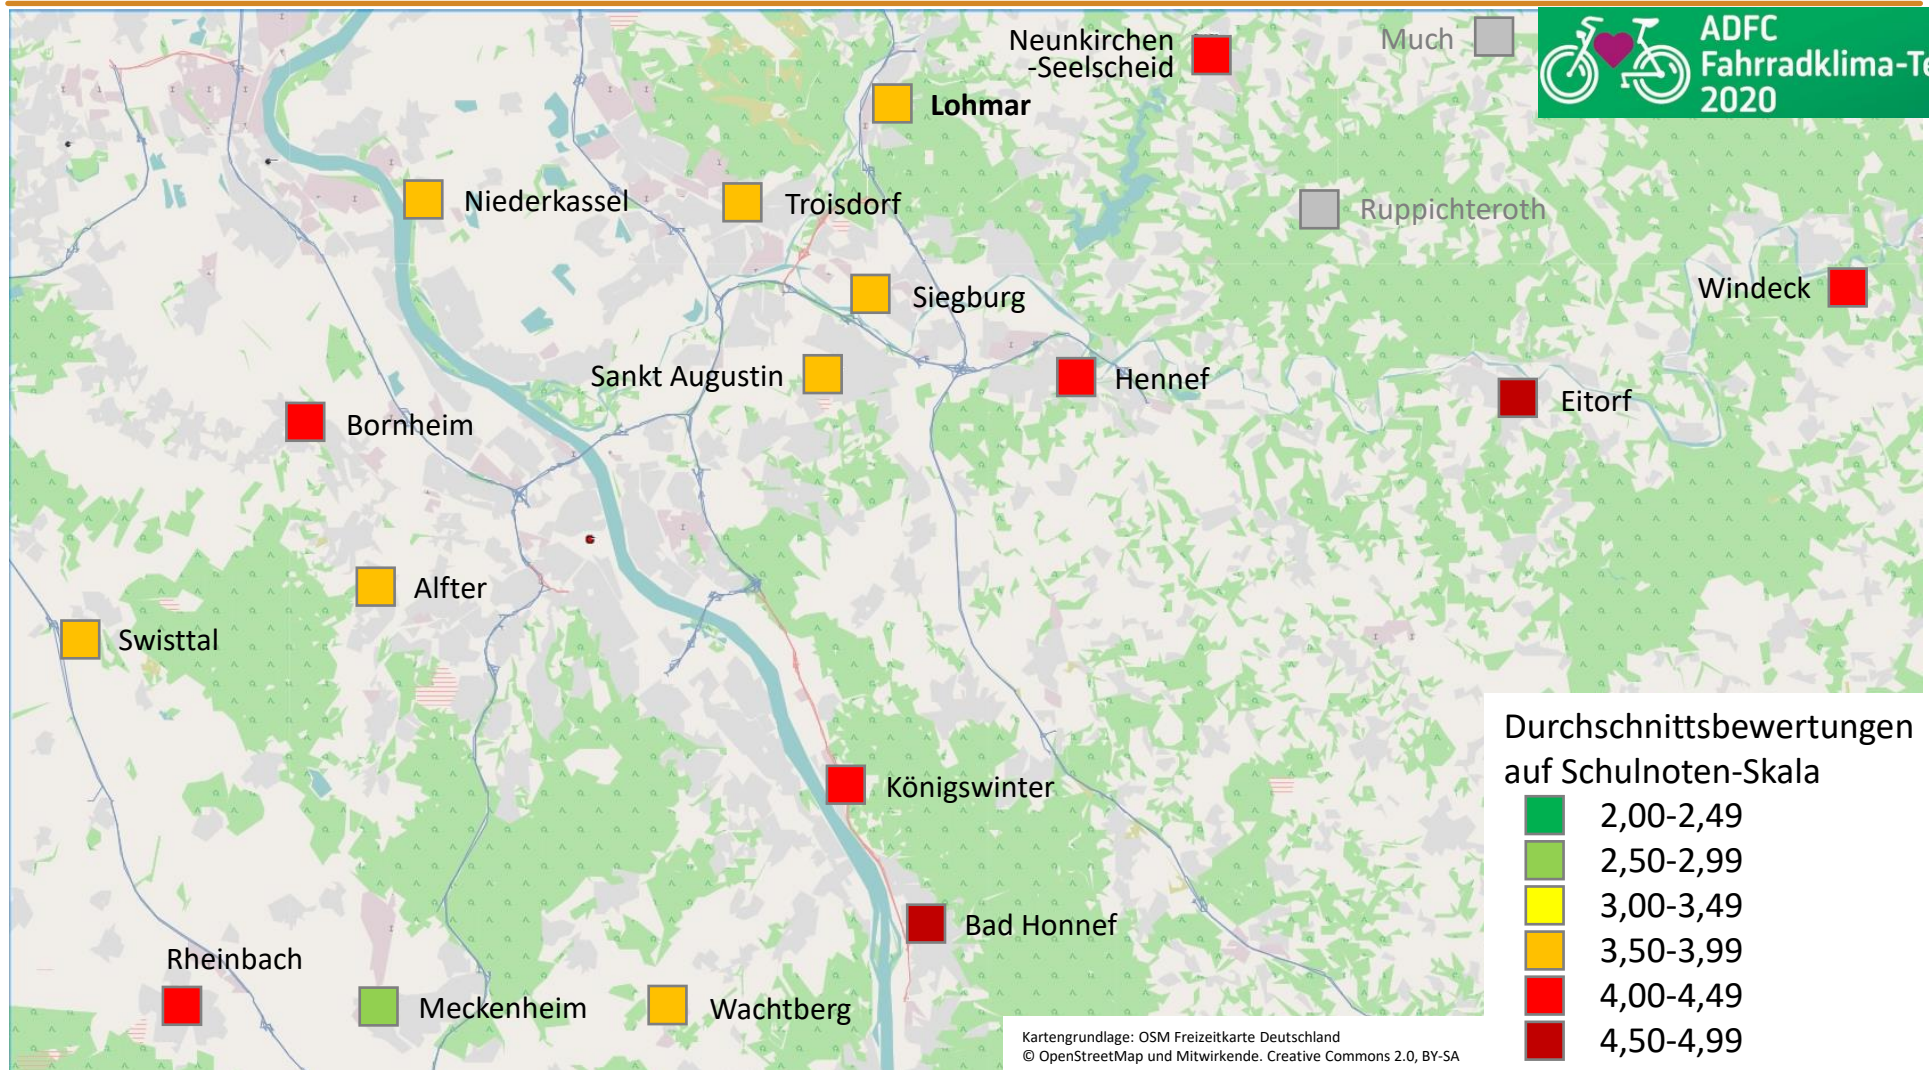 Neunkirchen
-Seelscheid
Much
ADFC
Fahrradklima-Te
2020
Lohmar
Niederkassel
Troisdorf
Ruppichteroth
Siegburg
Windeck
Sankt Augustin
Hennef
Eitorf
Bornheim
Alfter
Swisttal
Königswinter
Bad Honnef
Rheinbach
Meckenheim
Wachtberg
Durchschnittsbewertungen
auf Schulnoten-Skala
2,00-2,49
2,50-2,99
3,00-3,49
3,50-3,99
4,00-4,49
4,50-4,99
Kartengrundlage: OSM Freizeitkarte Deutschland
© OpenStreetMap und Mitwirkende. Creative Commons 2.0, BY-SA